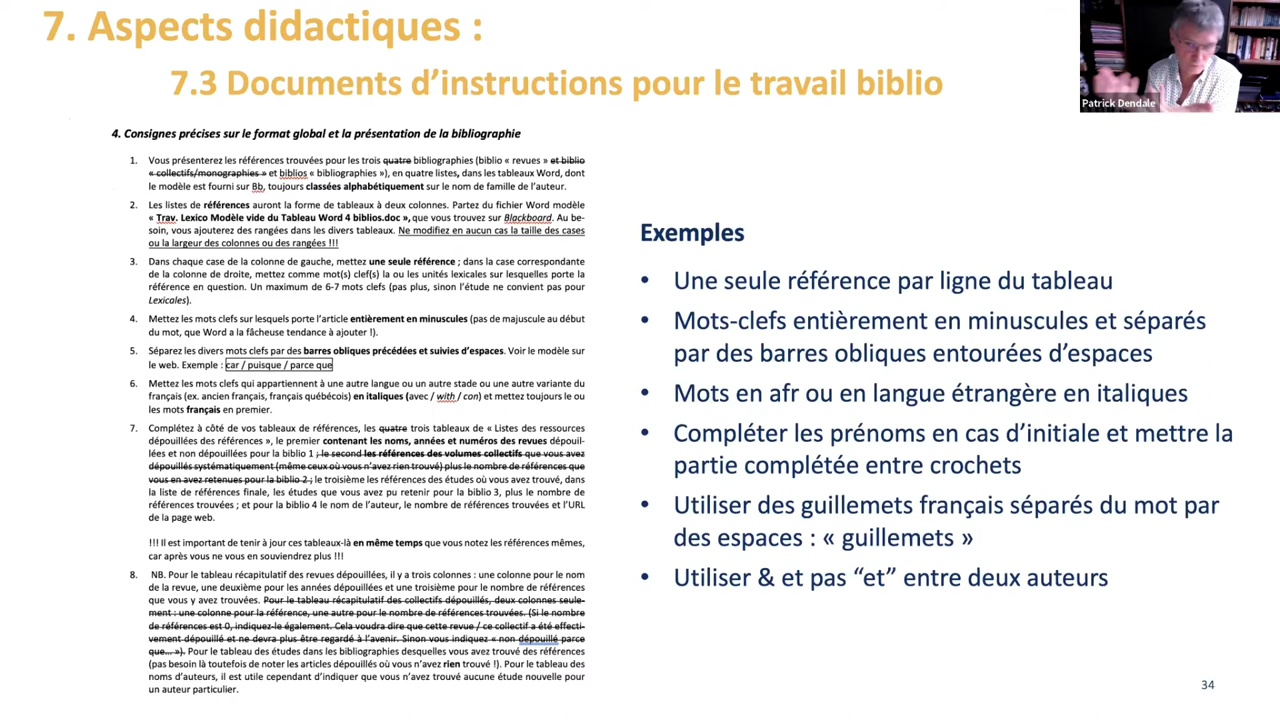 7. Aspects didactiques :
7.3 Documents d’instructions pour le travail biblio
Patrick Dendale
4. Consignes précises sur le format global et la présentation de la bibliographie
1. Vous présenterez les références trouvées pour les trois quatre bibliographies (biblio « revues » et biblio
« collectifs/monographies » et biblios « bibliographies »), en quatre listes, dans les tableaux Word, dont
le modèle est fourni sur Bb, toujours classées alphabétiquement sur le nom de famille de l’auteur.
2. Les listes de références auront la forme de tableaux à deux colonnes. Partez du fichier Word modèle
« Trav. Lexico Modèle vide du Tableau Word 4 biblios.doc », que vous trouvez sur Blackboard. Au be-
soin, vous ajouterez des rangées dans les divers tableaux. Ne modifiez en aucun cas la taille des cases
ou la largeur des colonnes ou des rangées !!!
3. Dans chaque case de la colonne de gauche, mettez une seule référence ; dans la case correspondante
de la colonne de droite, mettez comme mot(s) clef(s) la ou les unités lexicales sur lesquelles porte la
référence en question. Un maximum de 6-7 mots clefs (pas plus, sinon l’étude ne convient pas pour
Lexicales).
4. Mettez les mots clefs sur lesquels porte l’article entièrement en minuscules (pas de majuscule au début
du mot, que Word a la fâcheuse tendance à ajouter !).
5. Séparez les divers mots clefs par des barres obliques précédées et suivies d’espaces. Voir le modèle sur
le web. Exemple : car / puisque / parce que
6. Mettez les mots clefs qui appartiennent à une autre langue ou un autre stade ou une autre variante du
français (ex. ancien français, français québécois) en italiques (avec / with / con) et mettez toujours le ou
les mots français en premier.
7. Complétez à côté de vos tableaux de références, les quatre trois tableaux de « Listes des ressources
dépouillées des références », le premier contenant les noms, années et numéros des revues dépouil-
lées et non dépouillées pour la biblio 1 ; le second les références des volumes collectifs que vous avez
dépouillés systématiquement (même ceux où vous n’avez rien trouvé) plus le nombre de références que
vous en avez retenues pour la biblio 2 ; le troisième les références des études où vous avez trouvé, dans
la liste de références finale, les études que vous avez pu retenir pour la biblio 3, plus le nombre de
références trouvées ; et pour la biblio 4 le nom de l’auteur, le nombre de références trouvées et l’URL
de la page web.
!!! Il est important de tenir à jour ces tableaux-là en même temps que vous notez les références mêmes,
car après vous ne vous en souviendrez plus !!!
8. NB. Pour le tableau récapitulatif des revues dépouillées, il y a trois colonnes : une colonne pour le nom
de la revue, une deuxième pour les années dépouillées et une troisième pour le nombre de références
que vous y avez trouvées. Pour le tableau récapitulatif des collectifs dépouillés, deux colonnes seule-
ment : une colonne pour la référence, une autre pour le nombre de références trouvées. (Si le nombre
de références est 0, indiquez-le également. Cela voudra dire que cette revue / ce collectif a été effecti-
vement dépouillé et ne devra plus être regardé à l’avenir. Sinon vous indiquez « non dépouillé parce
que... »). Pour le tableau des études dans les bibliographies desquelles vous avez trouvé des références
(pas besoin là toutefois de noter les articles dépouillés où vous n’avez rien trouvé !). Pour le tableau des
noms d’auteurs, il est utile cependant d’indiquer que vous n’avez trouvé aucune étude nouvelle pour
un auteur particulier.
Exemples
• Une seule référence par ligne du tableau
• Mots-clefs entièrement en minuscules et séparés
par des barres obliques entourées d’espaces
• Mots en afr ou en langue étrangère en italiques
• Compléter les prénoms en cas d’initiale et mettre la
partie complétée entre crochets
• Utiliser des guillemets français séparés du mot par
des espaces : « guillemets »
• Utiliser & et pas “et” entre deux auteurs
34